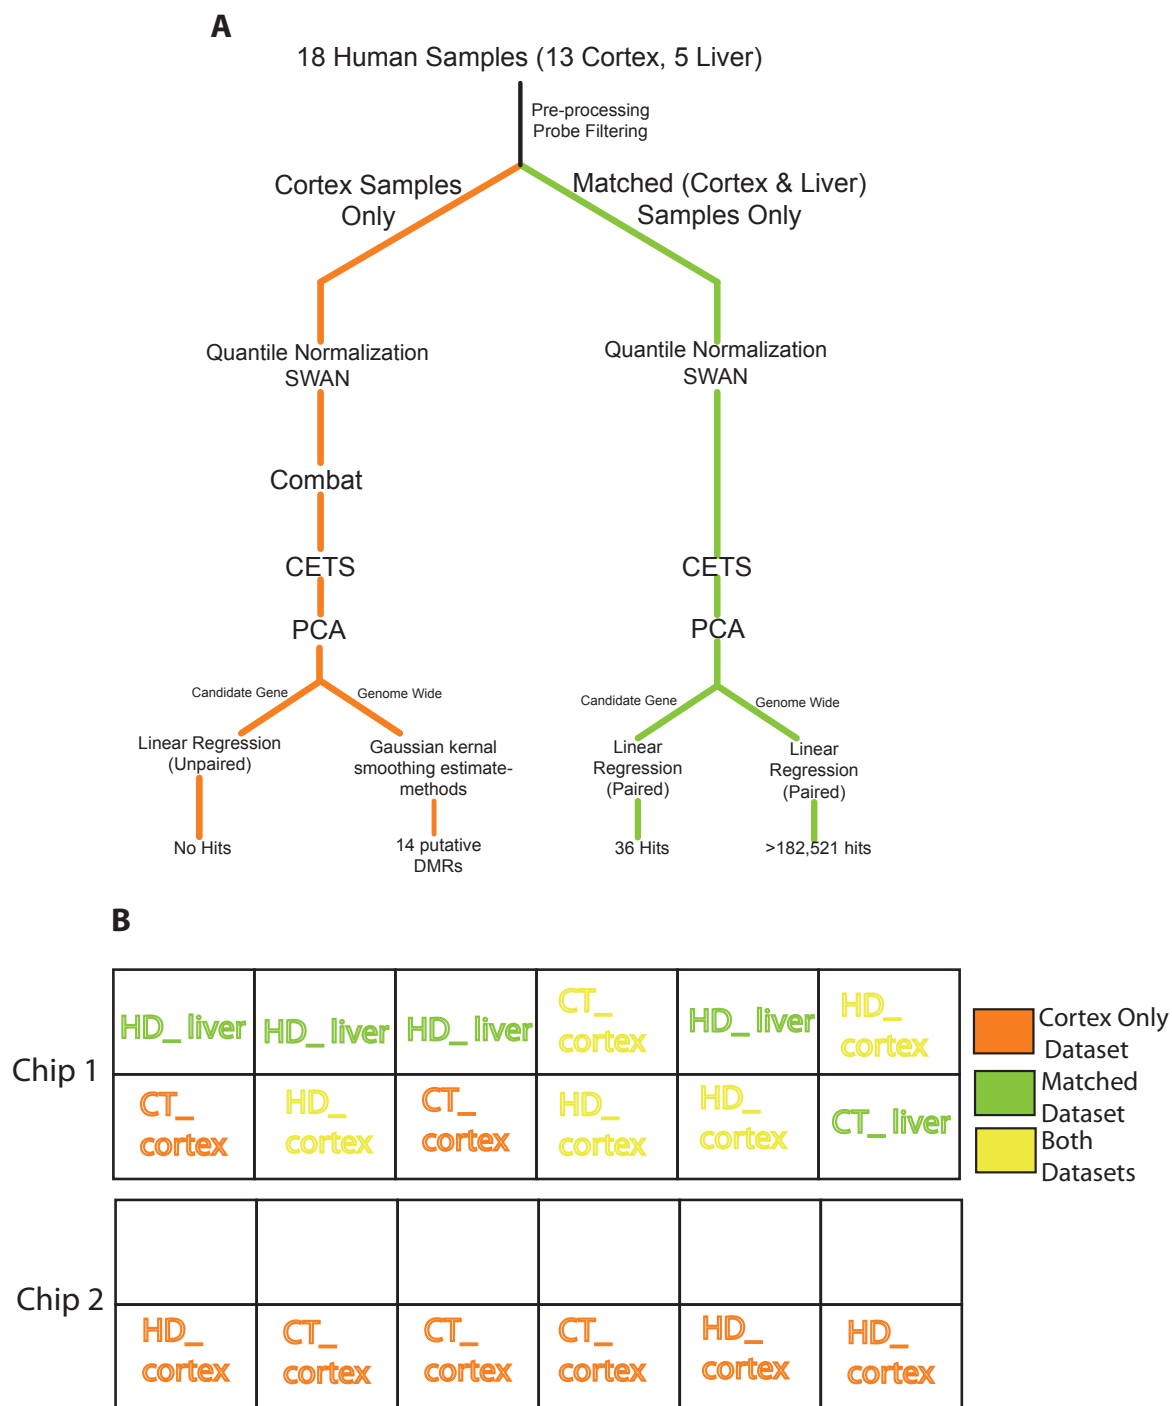 A
18 Human Samples (13 Cortex, 5 Liver)
Pre-processing
Probe Filtering
Cortex Samples
Only
Matched (Cortex & Liver)
Samples Only
Quantile Normalization
SWAN
Quantile Normalization
SWAN
Combat
CETS
CETS
PCA
PCA
Candidate Gene
Genome Wide
Candidate Gene
Genome Wide
Linear Regression
(Unpaired)
Gaussian kernal
smoothing estimate-
methods
Linear
Regression
(Paired)
Linear
Regression
(Paired)
No Hits
14 putative
DMRs
36 Hits
>182,521 hits
B
Chip 1
HD_ liver
HD_ liver
HD_ liver
CT_
cortex
HD_ liver
HD_
cortex
CT_
cortex
HD_
cortex
CT_
cortex
HD_
cortex
HD_
cortex
CT_ liver
Cortex Only
Dataset
Matched
Dataset
Both
Datasets
Chip 2
HD_
cortex
CT_
cortex
CT_
cortex
CT_
cortex
HD_
cortex
HD_
cortex